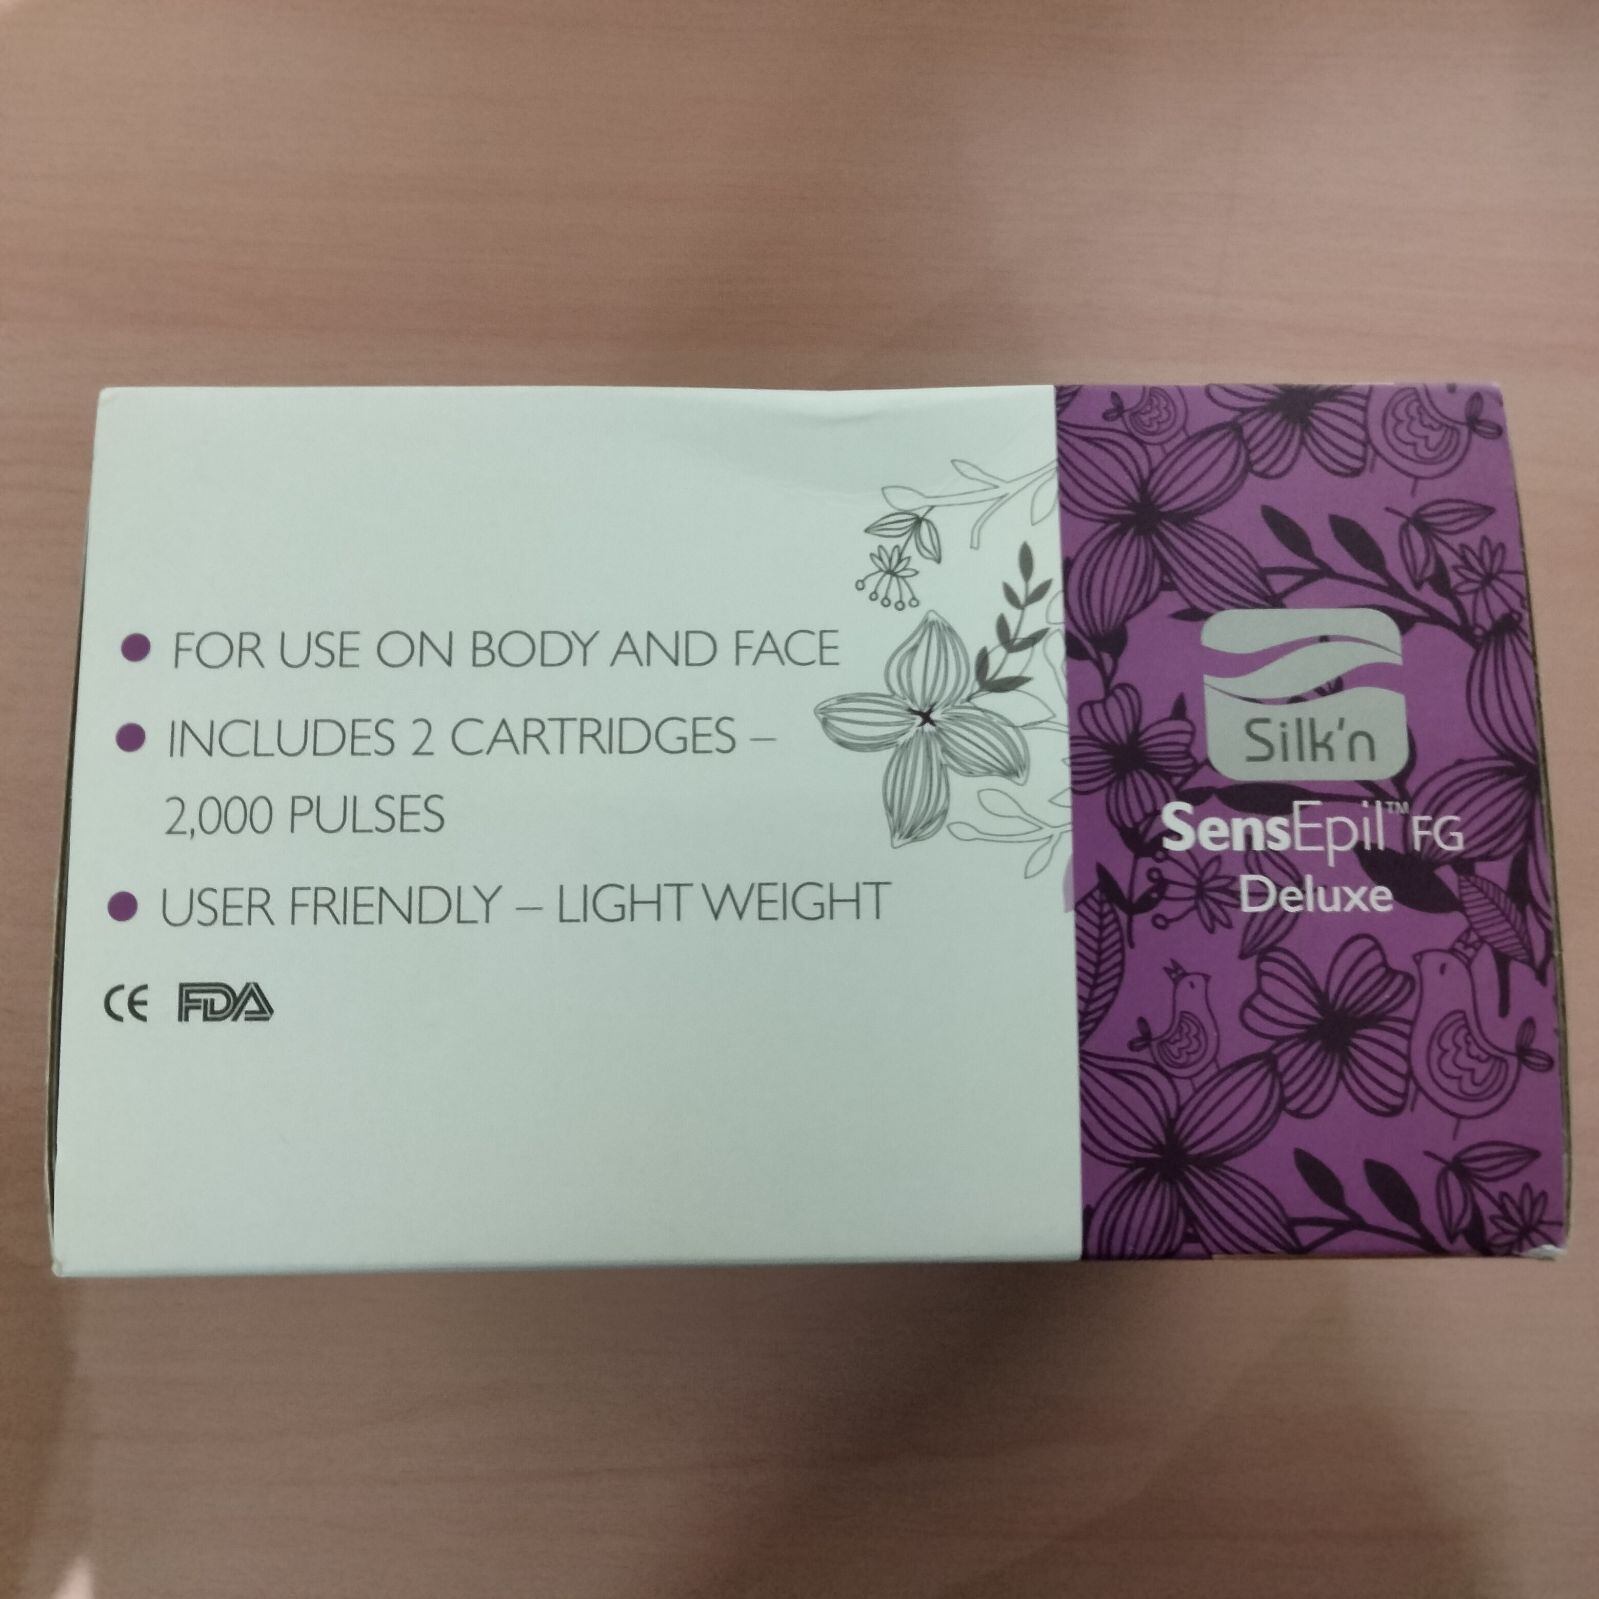 ● FOR USE ON BODY AND FACE
● INCLUDES 2 CARTRIDGES –
2,000 PULSES
● USER FRIENDLY – LIGHT WEIGHT
CE FDA
Silk'n
SensEpil™ FG
Deluxe